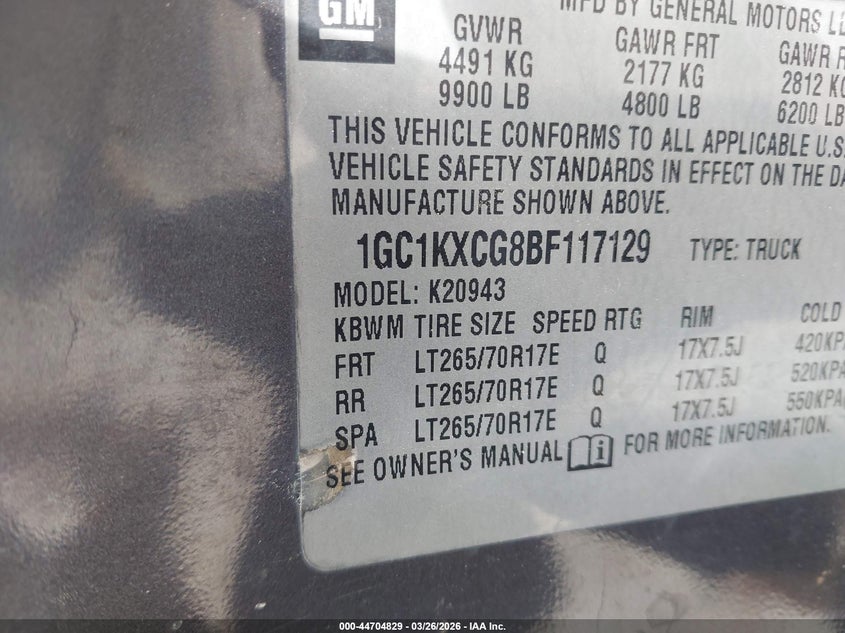 GM
MFD BY GENERAL MOTORS
GVWR GAWR FRT GAWR
4491 KG 2177 KG 2812
9900 LB 4800 LB 6200 LB
THIS VEHICLE CONFORMS TO ALL APPLICABLE U.S.
VEHICLE SAFETY STANDARDS IN EFFECT ON THE
MANUFACTURE SHOWN ABOVE.
1GC1KXCG8BF117129 TYPE: TRUCK
MODEL: K20943
KBWM TIRE SIZE SPEED RTG RIM COLD
FRT LT265/70R17E Q 17X7.5J 420KPA
RR LT265/70R17E Q 17X7.5J 520KPA
SPA LT265/70R17E Q 17X7.5J 550KPA
SEE OWNER'S MANUAL FOR MORE INFORMATION.
000-44704829 - 03/26/2026 - IAA Inc.